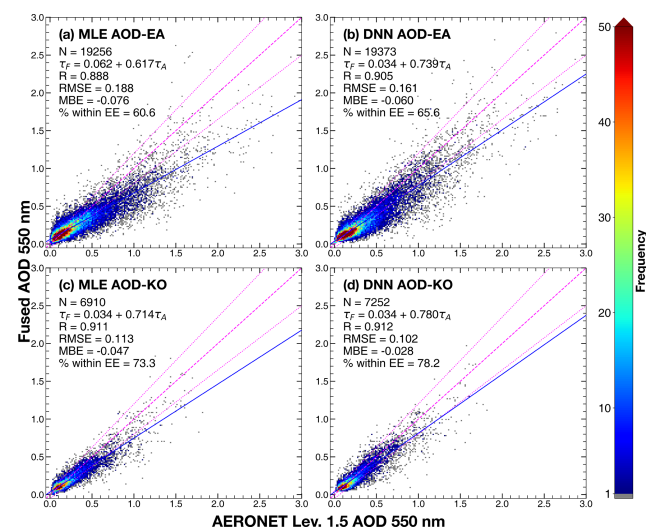 (a) MLE AOD-EA
N = 19256
τF = 0.062 + 0.617τA
R = 0.888
RMSE = 0.188
MBE = -0.076
% within EE = 60.6
(b) DNN AOD-EA
N = 19373
τF = 0.034 + 0.739τA
R = 0.905
RMSE = 0.161
MBE = -0.060
% within EE = 65.6
3.0
2.5
2.0
1.5
1.0
0.5
0.0
0.0 0.5 1.0 1.5 2.0 2.5 3.0
3.0
2.5
2.0
1.5
1.0
0.5
0.0
0.0 0.5 1.0 1.5 2.0 2.5 3.0
(c) MLE AOD-KO
N = 6910
τF = 0.034 + 0.714τA
R = 0.911
RMSE = 0.113
MBE = -0.047
% within EE = 73.3
(d) DNN AOD-KO
N = 7252
τF = 0.034 + 0.780τA
R = 0.912
RMSE = 0.102
MBE = -0.028
% within EE = 78.2
3.0
2.5
2.0
1.5
1.0
0.5
0.0
0.0 0.5 1.0 1.5 2.0 2.5 3.0
3.0
2.5
2.0
1.5
1.0
0.5
0.0
0.0 0.5 1.0 1.5 2.0 2.5 3.0
Fused AOD 550 nm
AERONET Lev. 1.5 AOD 550 nm
50
40
30
20
10
1
Frequency